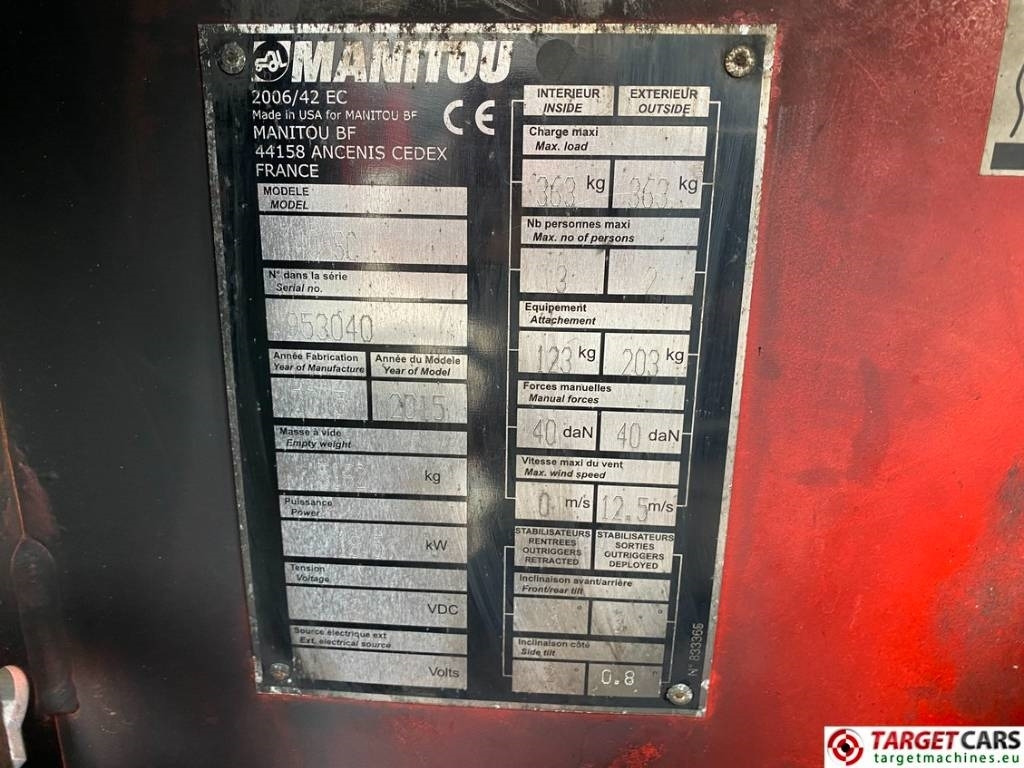 MANITOU
2006/42 EC
Made in USA for MANITOU BF
MANITOU BF
44158 ANCENIS CEDEX
FRANCE
CE
MODELE
MODEL
N° dans la série
Serial no.
953040
Année Fabrication
Year of Manufacture
Année du Modèle
Year of Model
2015
Masse à vide
Empty weight
kg
Puissance
Power
kW
Tension
Voltage
VDC
Source électrique ext
Ext. electrical source
Volts
INTERIEUR
INSIDE
EXTERIEUR
OUTSIDE
Charge maxi
Max. load
363 kg
363 kg
Nb personnes maxi
Max. no of persons
3
2
Equipement
Attachement
123 kg
203 kg
Forces manuelles
Manual forces
40 daN
40 daN
Vitesse maxi du vent
Max. wind speed
0 m/s
12.5 m/s
STABILISATEURS
RENTREES
OUTRIGGERS
RETRACTED
STABILISATEURS
SORTIES
OUTRIGGERS
DEPLOYED
Inclinaison avant/arrière
Front/rear tilt
°
°
Inclinaison côté
Side tilt
°
0.8 °
N° 833365
TARGETCARS
targetmachines.eu